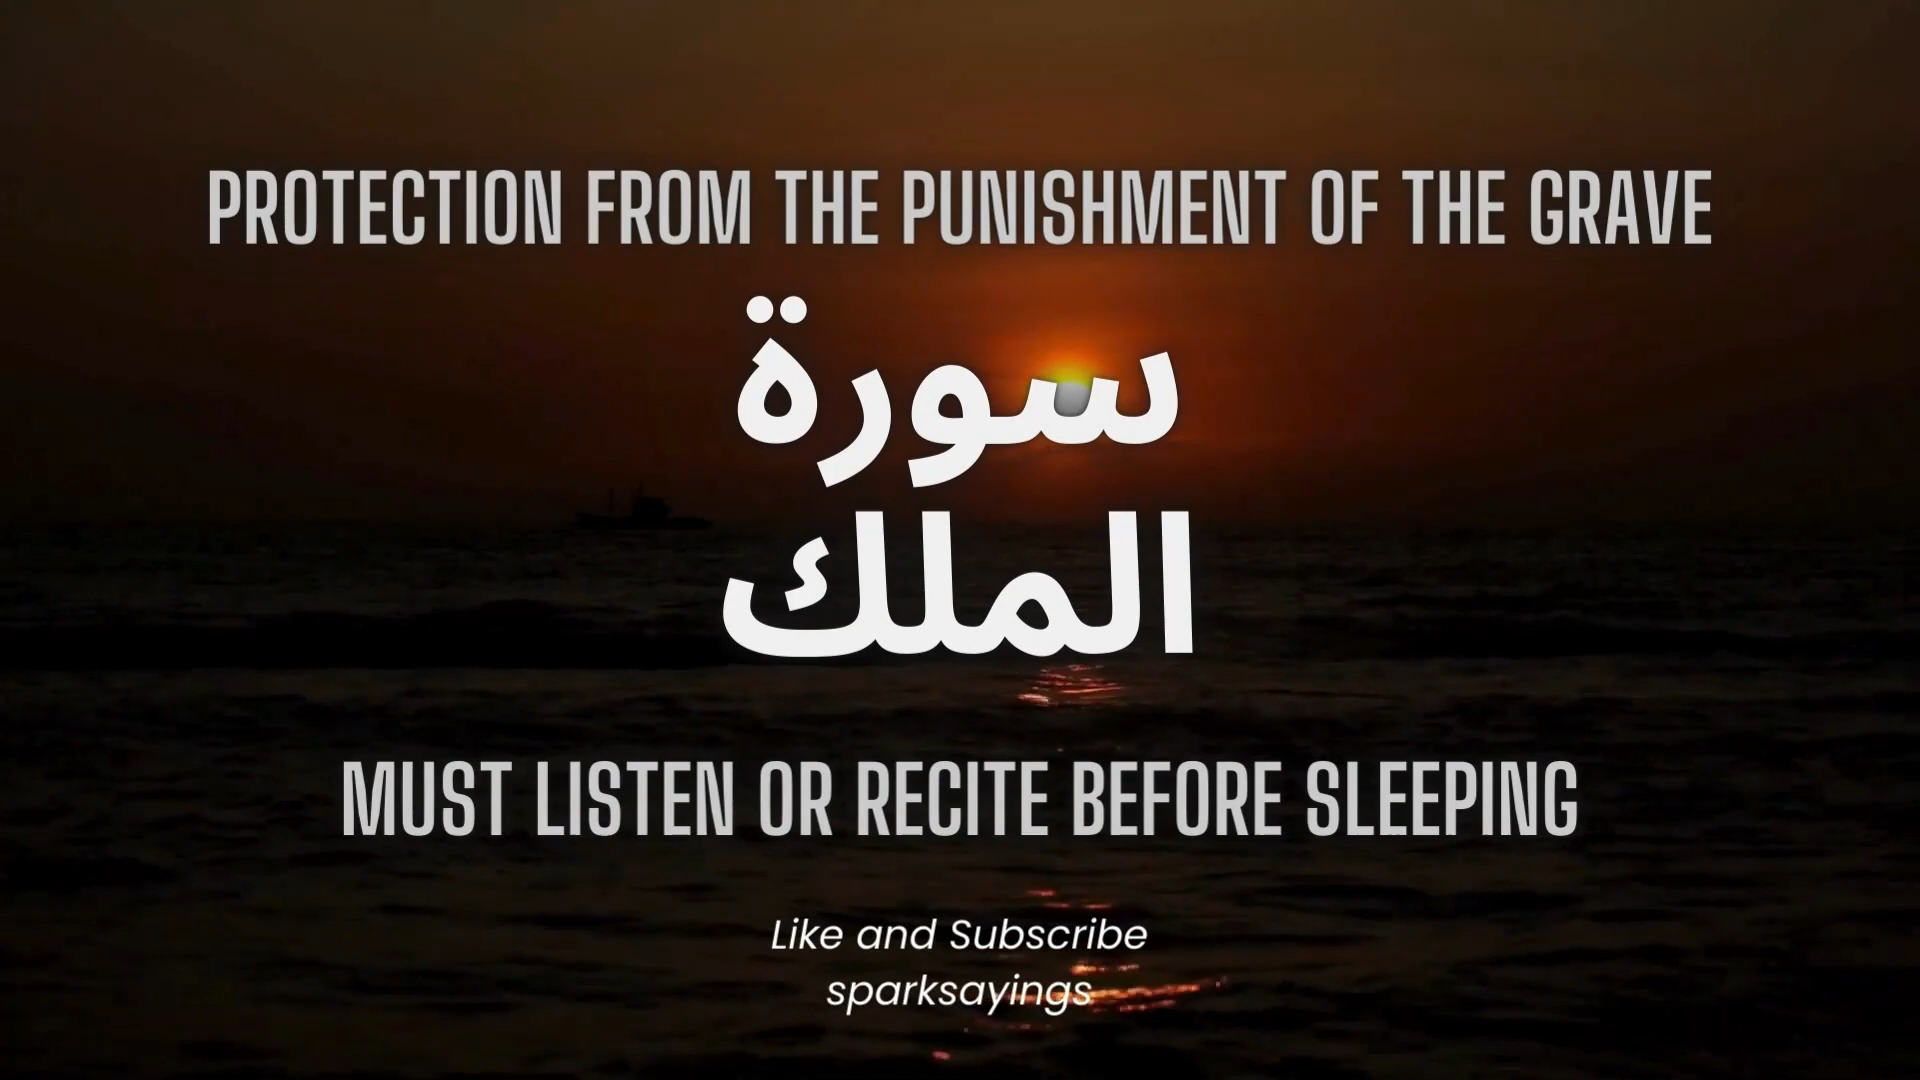 PROTECTION FROM THE PUNISHMENT OF THE GRAVE
سورة
الملك
MUST LISTEN OR RECITE BEFORE SLEEPING
Like and Subscribe
sparksayings